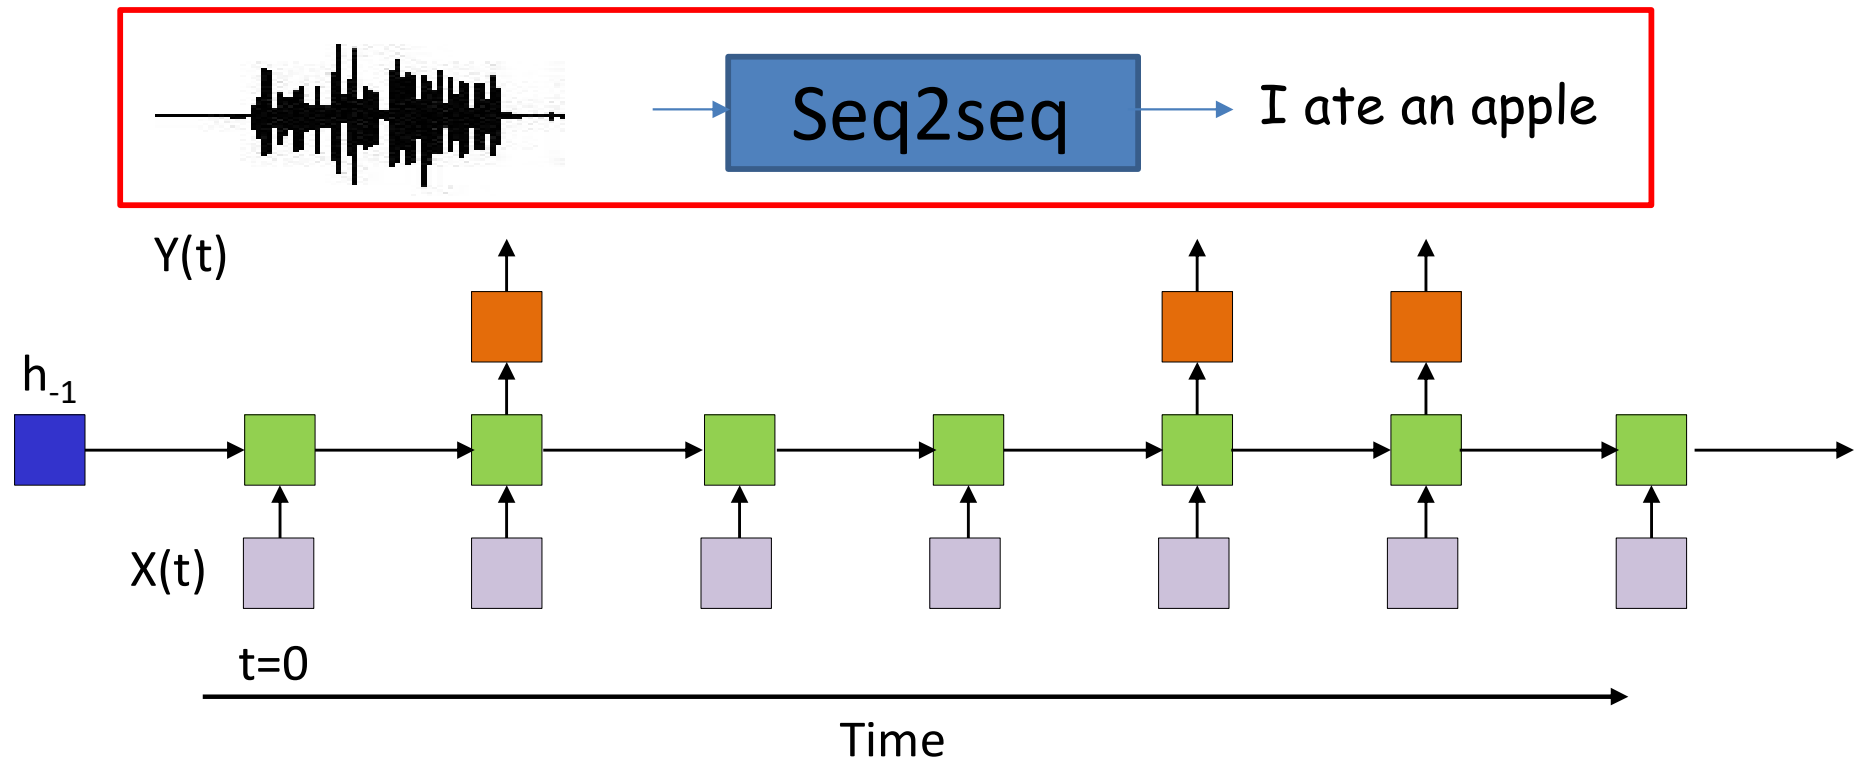 Seq2seq
I ate an apple
Y(t)
h-1
X(t)
t=0
Time